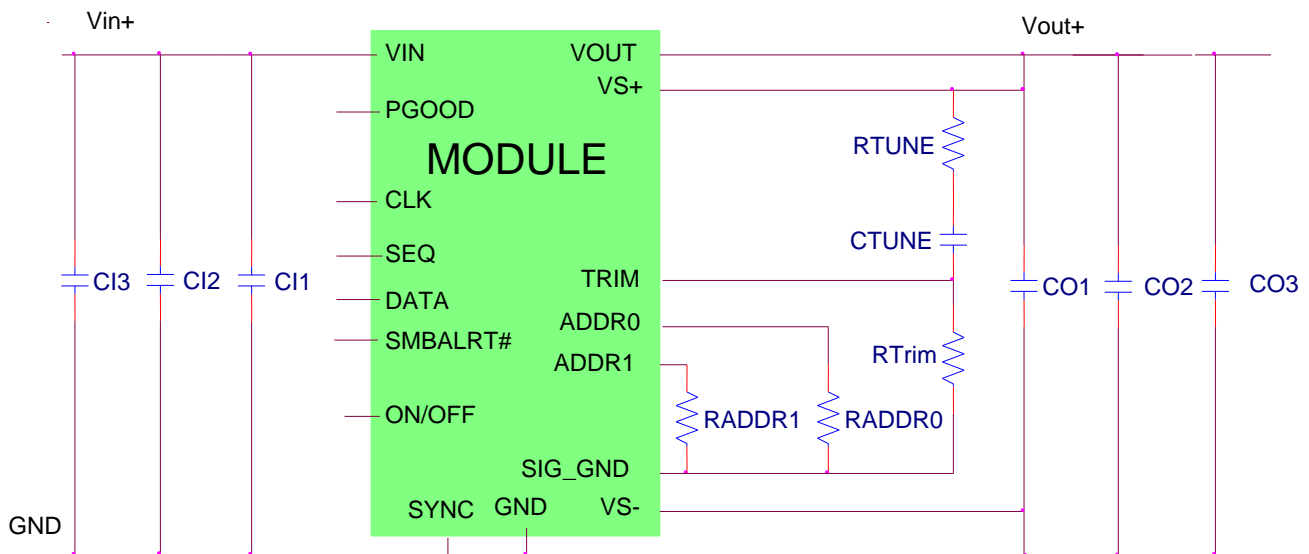 Vin+
Vout+
VIN
VOUT
VS+
PGOOD
RTUNE
MODULE
CLK
CTUNE
SEQ
TRIM
CI3
CI2
CI1
CO1
CO2
CO3
DATA
ADDR0
SMBALRT#
RTrim
ADDR1
ON/OFF
RADDR1
RADDR0
SIG_GND
SYNC
GND
VS-
GND